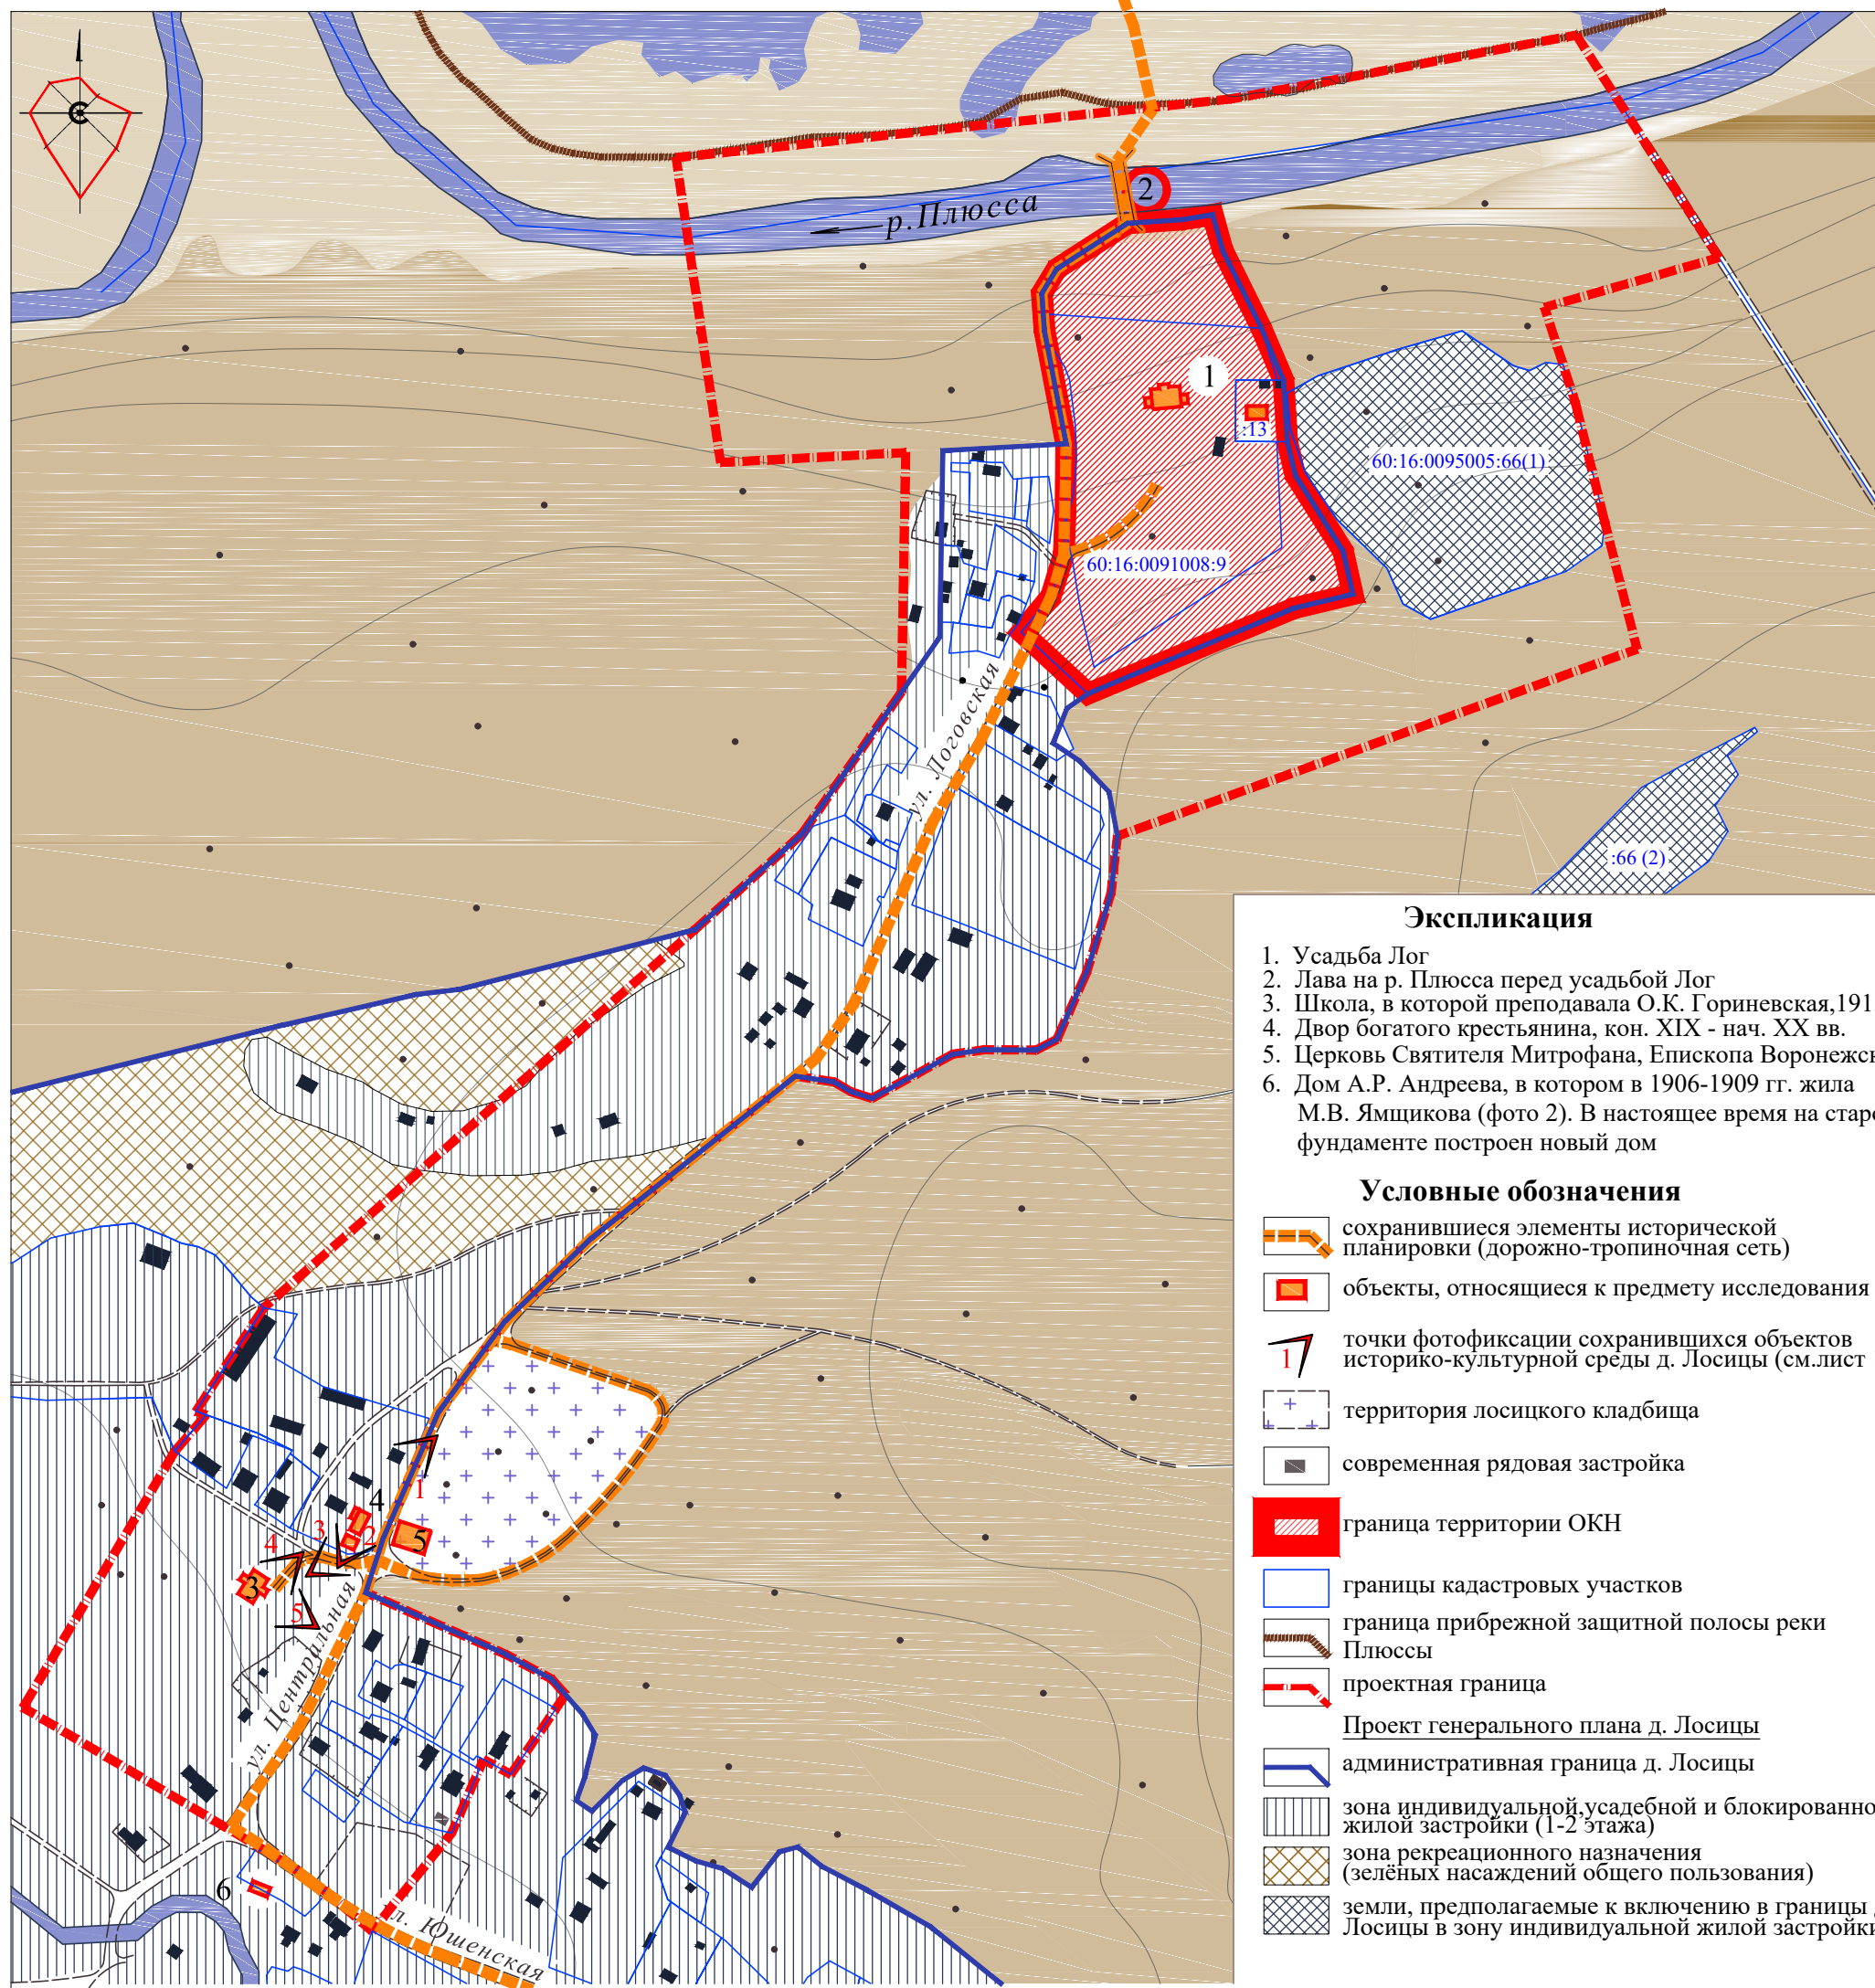 С
2
р.Плюсса
1
:13
60:16:0095005:66(1)
60:16:0091008:9
ул. Логовская
:66 (2)
Экспликация
1. Усадьба Лог
2. Лава на р. Плюсса перед усадьбой Лог
3. Школа, в которой преподавала О.К. Гориневская,191
4. Двор богатого крестьянина, кон. XIX - нач. XX вв.
5. Церковь Святителя Митрофана, Епископа Воронежск
6. Дом А.Р. Андреева, в котором в 1906-1909 гг. жила
М.В. Ямщикова (фото 2). В настоящее время на старо
фундаменте построен новый дом
Условные обозначения
сохранившиеся элементы исторической
планировки (дорожно-тропиночная сеть)
объекты, относящиеся к предмету исследования
1
точки фотофиксации сохранившихся объектов
историко-культурной среды д. Лосицы (см.лист
территория лосицкого кладбища
современная рядовая застройка
граница территории ОКН
границы кадастровых участков
граница прибрежной защитной полосы реки
Плюссы
проектная граница
Проект генерального плана д. Лосицы
административная граница д. Лосицы
зона индивидуальной,усадебной и блокированно
жилой застройки (1-2 этажа)
зона рекреационного назначения
(зелёных насаждений общего пользования)
земли, предполагаемые к включению в границы
Лосицы в зону индивидуальной жилой застройки
1
4
3
2
5
4
3
5
ул. Центральная
6
л. Юшенская